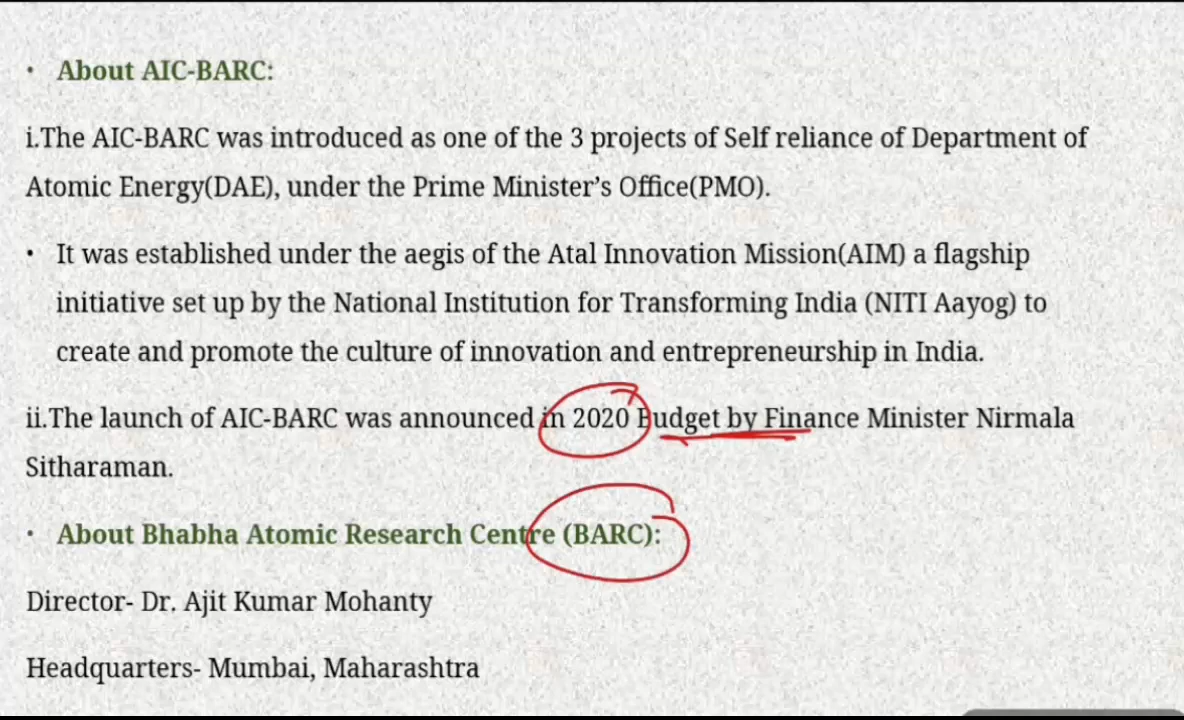 • About AIC-BARC:
i.The AIC-BARC was introduced as one of the 3 projects of Self reliance of Department of
Atomic Energy(DAE), under the Prime Minister’s Office(PMO).
• It was established under the aegis of the Atal Innovation Mission(AIM) a flagship
initiative set up by the National Institution for Transforming India (NITI Aayog) to
create and promote the culture of innovation and entrepreneurship in India.
ii.The launch of AIC-BARC was announced in 2020 Budget by Finance Minister Nirmala
Sitharaman.
• About Bhabha Atomic Research Centre (BARC):
Director- Dr. Ajit Kumar Mohanty
Headquarters- Mumbai, Maharashtra